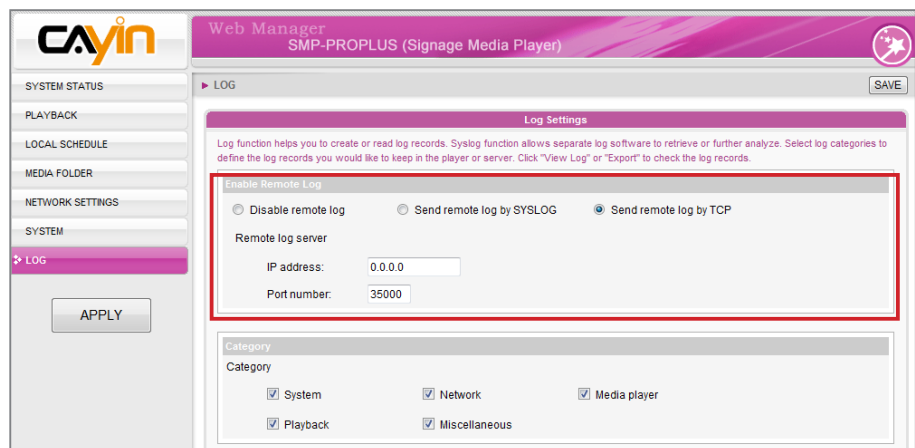 CAYiN
Web Manager
SMP-PROPLUS (Signage Media Player)
SYSTEM STATUS
PLAYBACK
LOCAL SCHEDULE
MEDIA FOLDER
NETWORK SETTINGS
SYSTEM
LOG
APPLY
LOG
SAVE
Log Settings
Log function helps you to create or read log records. Syslog function allows separate log software to retrieve or further analyze. Select log categories to
define the log records you would like to keep in the player or server. Click "View Log" or "Export" to check the log records.
Enable Remote Log
Disable remote log Send remote log by SYSLOG Send remote log by TCP
Remote log server
IP address: 0.0.0.0
Port number: 35000
Category
Category
System Network Media player
Playback Miscellaneous